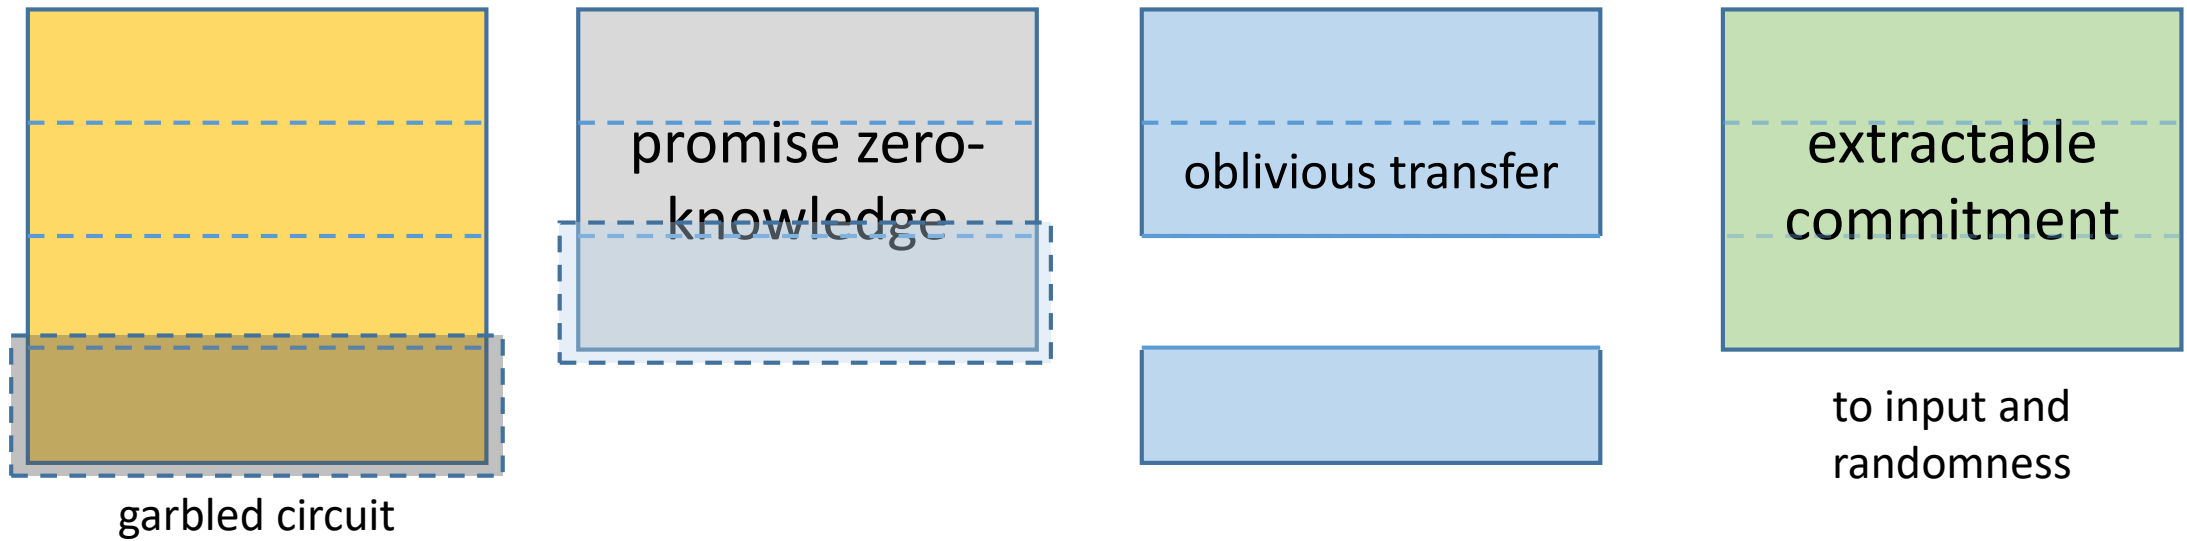 promise zero-
knowledge
oblivious transfer
extractable
commitment
to input and
randomness
garbled circuit